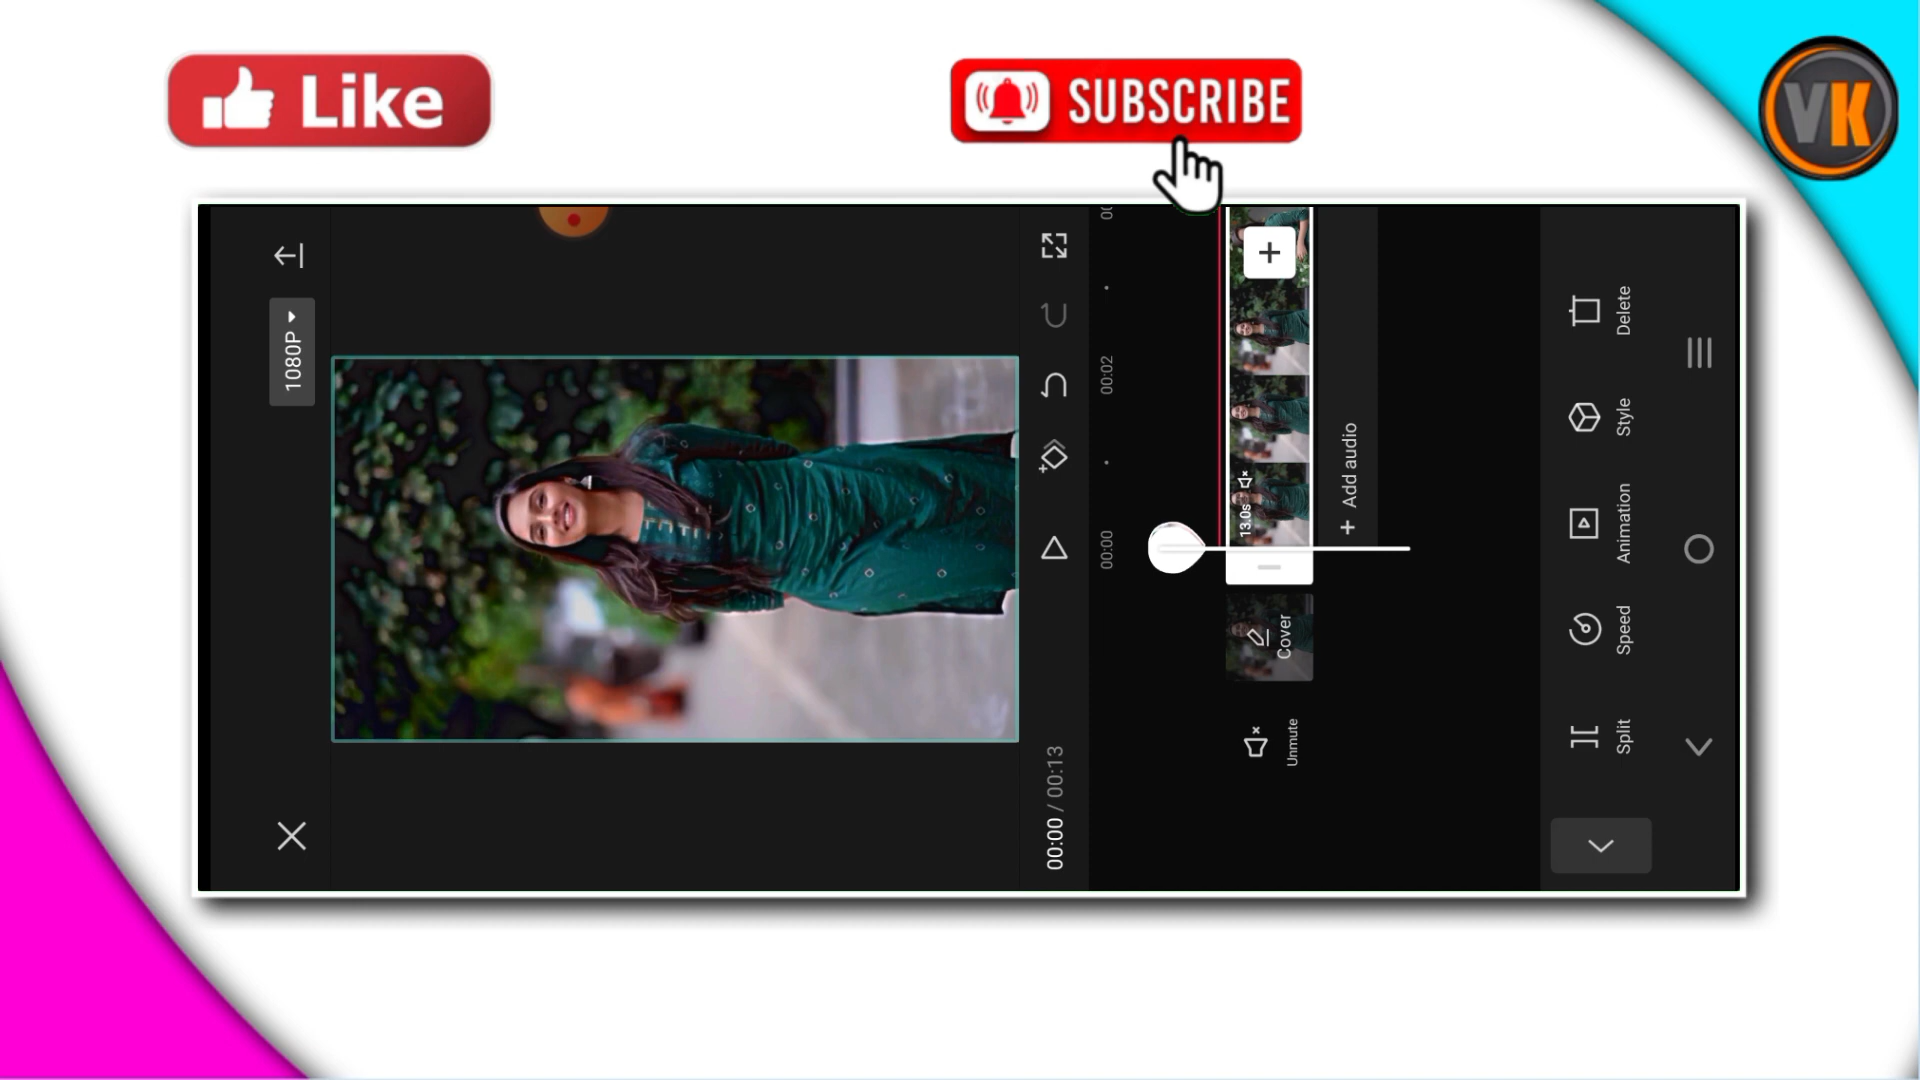 Like
SUBSCRIBE
VK
1080P
00:00 / 00:13
00:00
00:02
13.0s
+ Add audio
Cover
Unmute
Split
Speed
Animation
Style
Delete